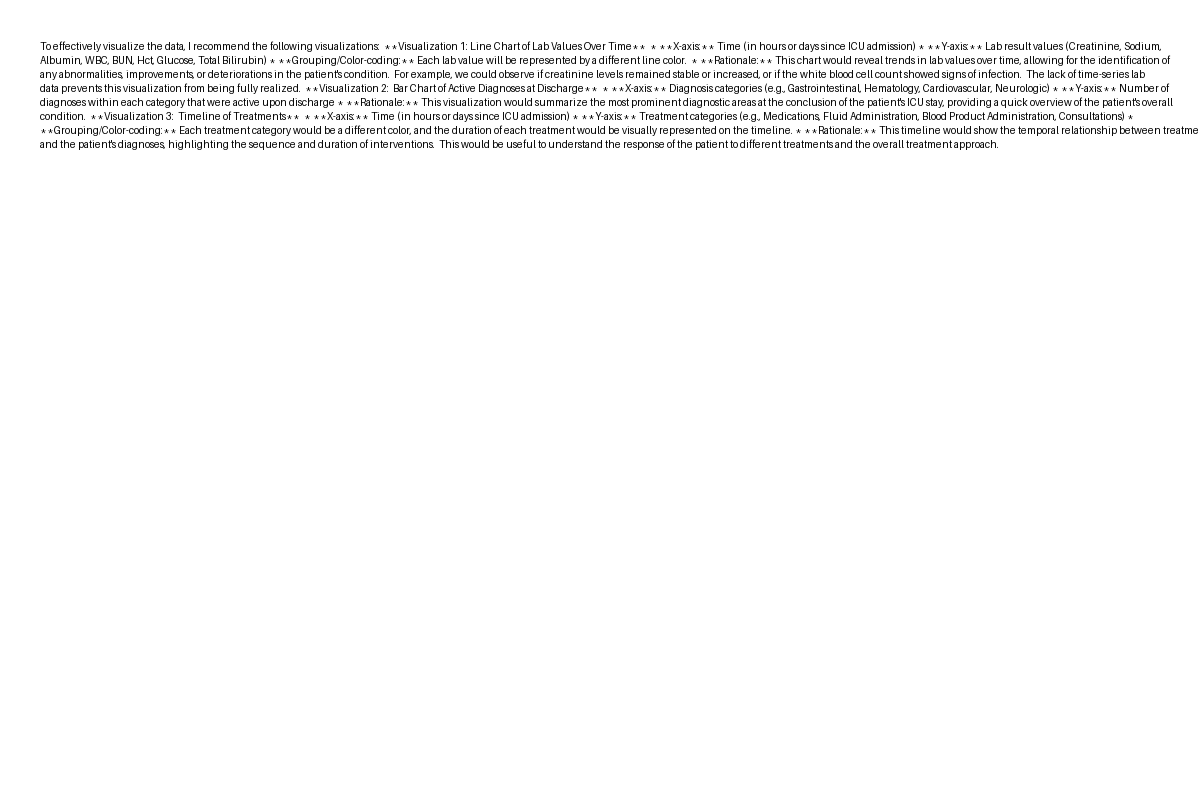 To effectively visualize the data, I recommend the following visualizations:  **Visualization 1: Line Chart of Lab Values Over Time**  * **X-axis:** Time (in hours or days since ICU admission) * **Y-axis:** Lab result values (Creatinine, Sodium,
Albumin, WBC, BUN, Hct, Glucose, Total Bilirubin) * **Grouping/Color-coding:** Each lab value will be represented by a different line color.  * **Rationale:** This chart would reveal trends in lab values over time, allowing for the identification of
any abnormalities, improvements, or deteriorations in the patient's condition.  For example, we could observe if creatinine levels remained stable or increased, or if the white blood cell count showed signs of infection.  The lack of time-series lab
data prevents this visualization from being fully realized.  **Visualization 2:  Bar Chart of Active Diagnoses at Discharge**  * **X-axis:** Diagnosis categories (e.g., Gastrointestinal, Hematology, Cardiovascular, Neurologic) * **Y-axis:** Number of
diagnoses within each category that were active upon discharge * **Rationale:** This visualization would summarize the most prominent diagnostic areas at the conclusion of the patient's ICU stay, providing a quick overview of the patient's overall
condition.  **Visualization 3:  Timeline of Treatments**  * **X-axis:** Time (in hours or days since ICU admission) * **Y-axis:** Treatment categories (e.g., Medications, Fluid Administration, Blood Product Administration, Consultations) *
**Grouping/Color-coding:** Each treatment category would be a different color, and the duration of each treatment would be visually represented on the timeline. * **Rationale:** This timeline would show the temporal relationship between treatme
and the patient's diagnoses, highlighting the sequence and duration of interventions.  This would be useful to understand the response of the patient to different treatments and the overall treatment approach.